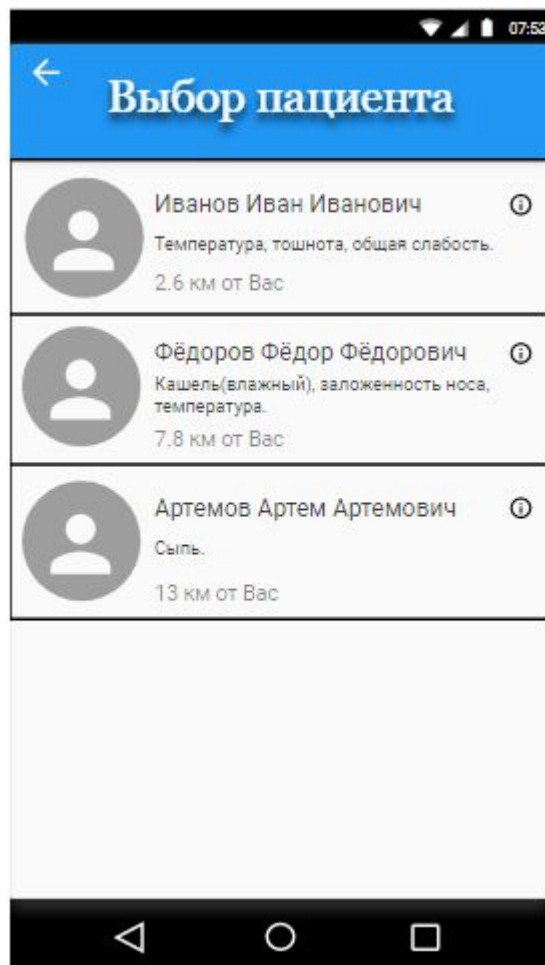 07:53
Выбор пациента
Иванов Иван Иванович
Температура, тошнота, общая слабость.
2.6 км от Вас
Фёдоров Фёдор Фёдорович
Кашель(влажный), заложенность носа,
температура.
7.8 км от Вас
Артемов Артем Артемович
Сыпь.
13 км от Вас